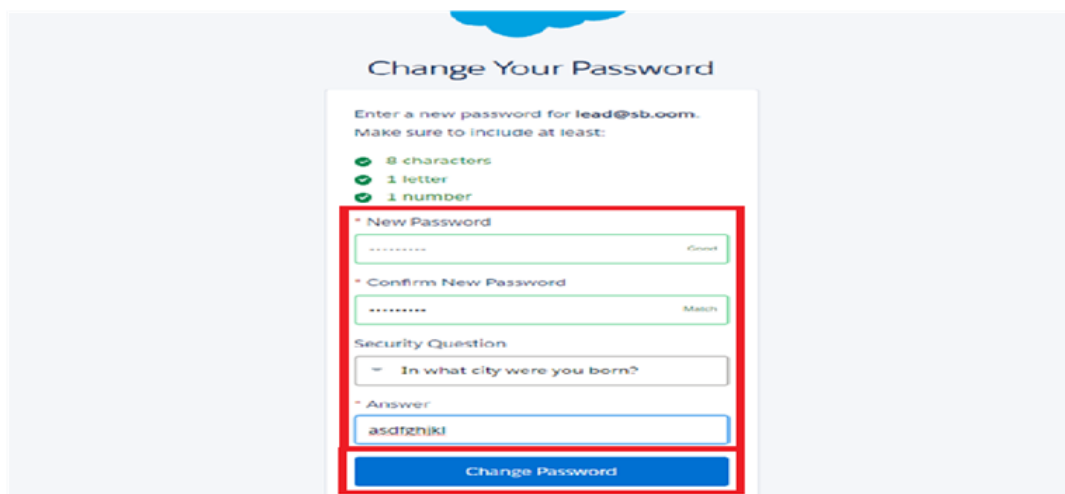 Change Your Password
Enter a new password for lead@sb.oom.
Make sure to include at least:
8 characters
1 letter
1 number
* New Password
········· Good
* Confirm New Password
········· Match
Security Question
In what city were you born?
* Answer
asdfghjkl
Change Password